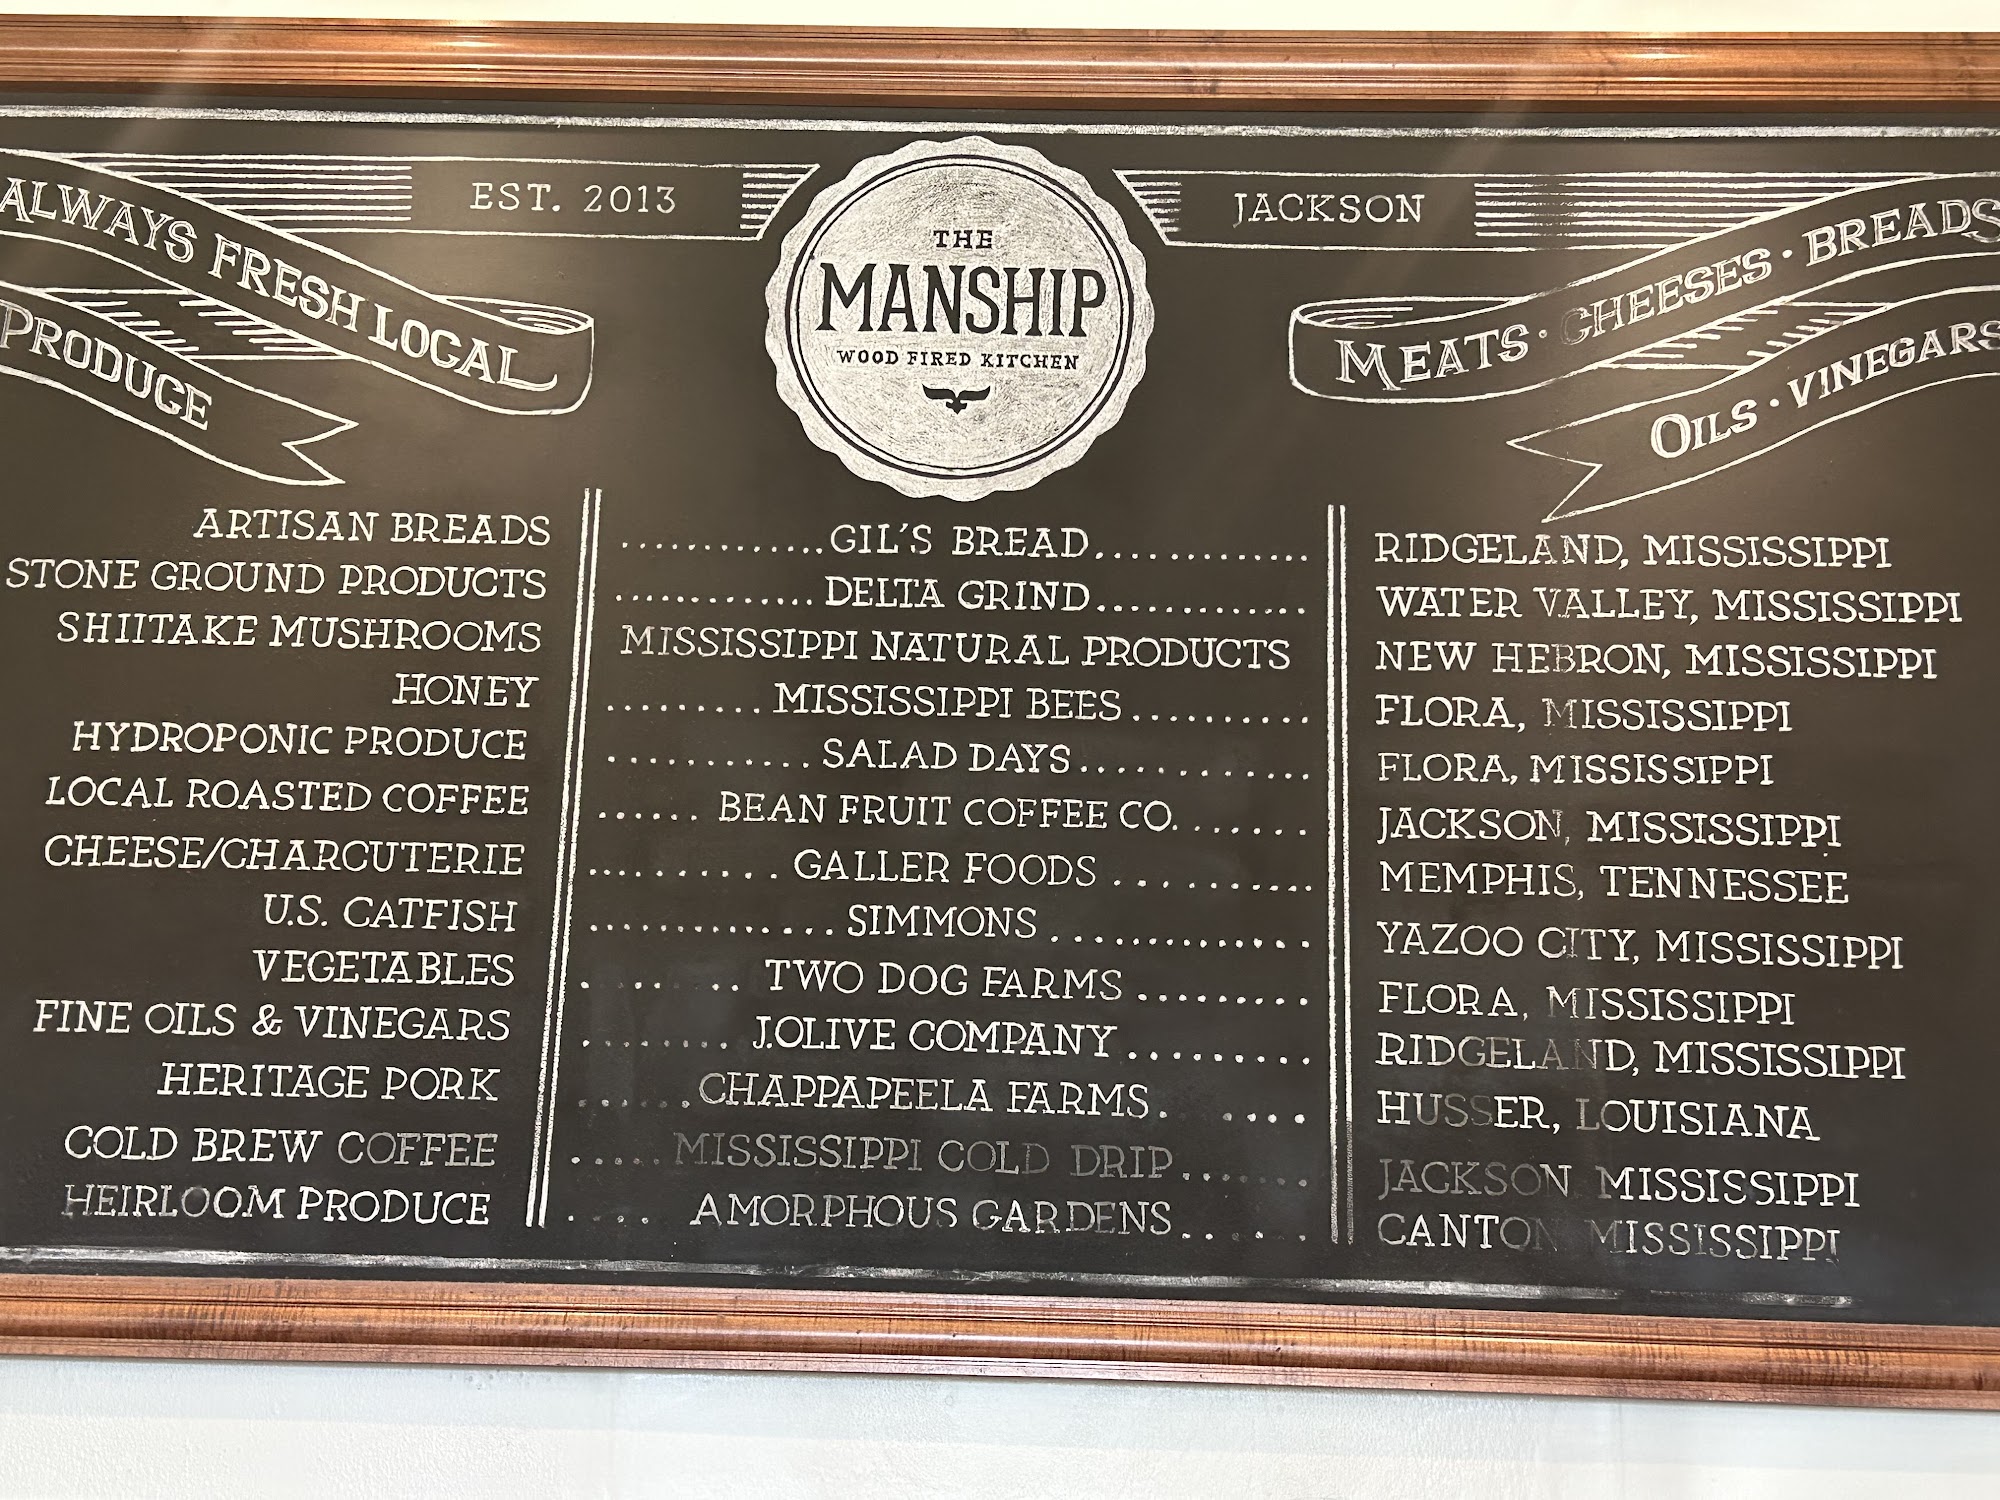 EST. 2013
JACKSON
THE
MANSHIP
WOOD FIRED KITCHEN
ALWAYS FRESH LOCAL
PRODUCE
MEATS · CHEESES · BREADS
OILS · VINEGARS
ARTISAN BREADS ............GIL'S BREAD............. RIDGELAND, MISSISSIPPI
STONE GROUND PRODUCTS ............DELTA GRIND............. WATER VALLEY, MISSISSIPPI
SHIITAKE MUSHROOMS MISSISSIPPI NATURAL PRODUCTS NEW HEBRON, MISSISSIPPI
HONEY .........MISSISSIPPI BEES.......... FLORA, MISSISSIPPI
HYDROPONIC PRODUCE ...........SALAD DAYS............ FLORA, MISSISSIPPI
LOCAL ROASTED COFFEE ......BEAN FRUIT COFFEE CO........ JACKSON, MISSISSIPPI
CHEESE/CHARCUTERIE ...........GALLER FOODS........... MEMPHIS, TENNESSEE
U.S. CATFISH .............SIMMONS.............. YAZOO CITY, MISSISSIPPI
VEGETABLES ........TWO DOG FARMS......... FLORA, MISSISSIPPI
FINE OILS & VINEGARS ........J.OLIVE COMPANY.......... RIDGELAND, MISSISSIPPI
HERITAGE PORK ......CHAPPAPEELA FARMS..... HUSSER, LOUISIANA
COLD BREW COFFEE .....MISSISSIPPI COLD DRIP....... JACKSON MISSISSIPPI
HEIRLOOM PRODUCE .... AMORPHOUS GARDENS...... CANTON MISSISSIPPI